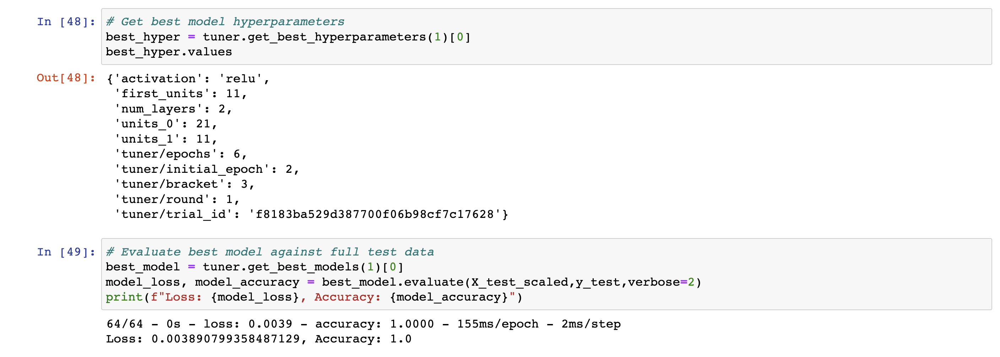 In [48]: # Get best model hyperparameters
best_hyper = tuner.get_best_hyperparameters(1)[0]
best_hyper.values
Out[48]: {'activation': 'relu',
'first_units': 11,
'num_layers': 2,
'units_0': 21,
'units_1': 11,
'tuner/epochs': 6,
'tuner/initial_epoch': 2,
'tuner/bracket': 3,
'tuner/round': 1,
'tuner/trial_id': 'f8183ba529d387700f06b98cf7c17628'}
In [49]: # Evaluate best model against full test data
best_model = tuner.get_best_models(1)[0]
model_loss, model_accuracy = best_model.evaluate(X_test_scaled,y_test,verbose=2)
print(f"Loss: {model_loss}, Accuracy: {model_accuracy}")
64/64 - 0s - loss: 0.0039 - accuracy: 1.0000 - 155ms/epoch - 2ms/step
Loss: 0.003890799358487129, Accuracy: 1.0